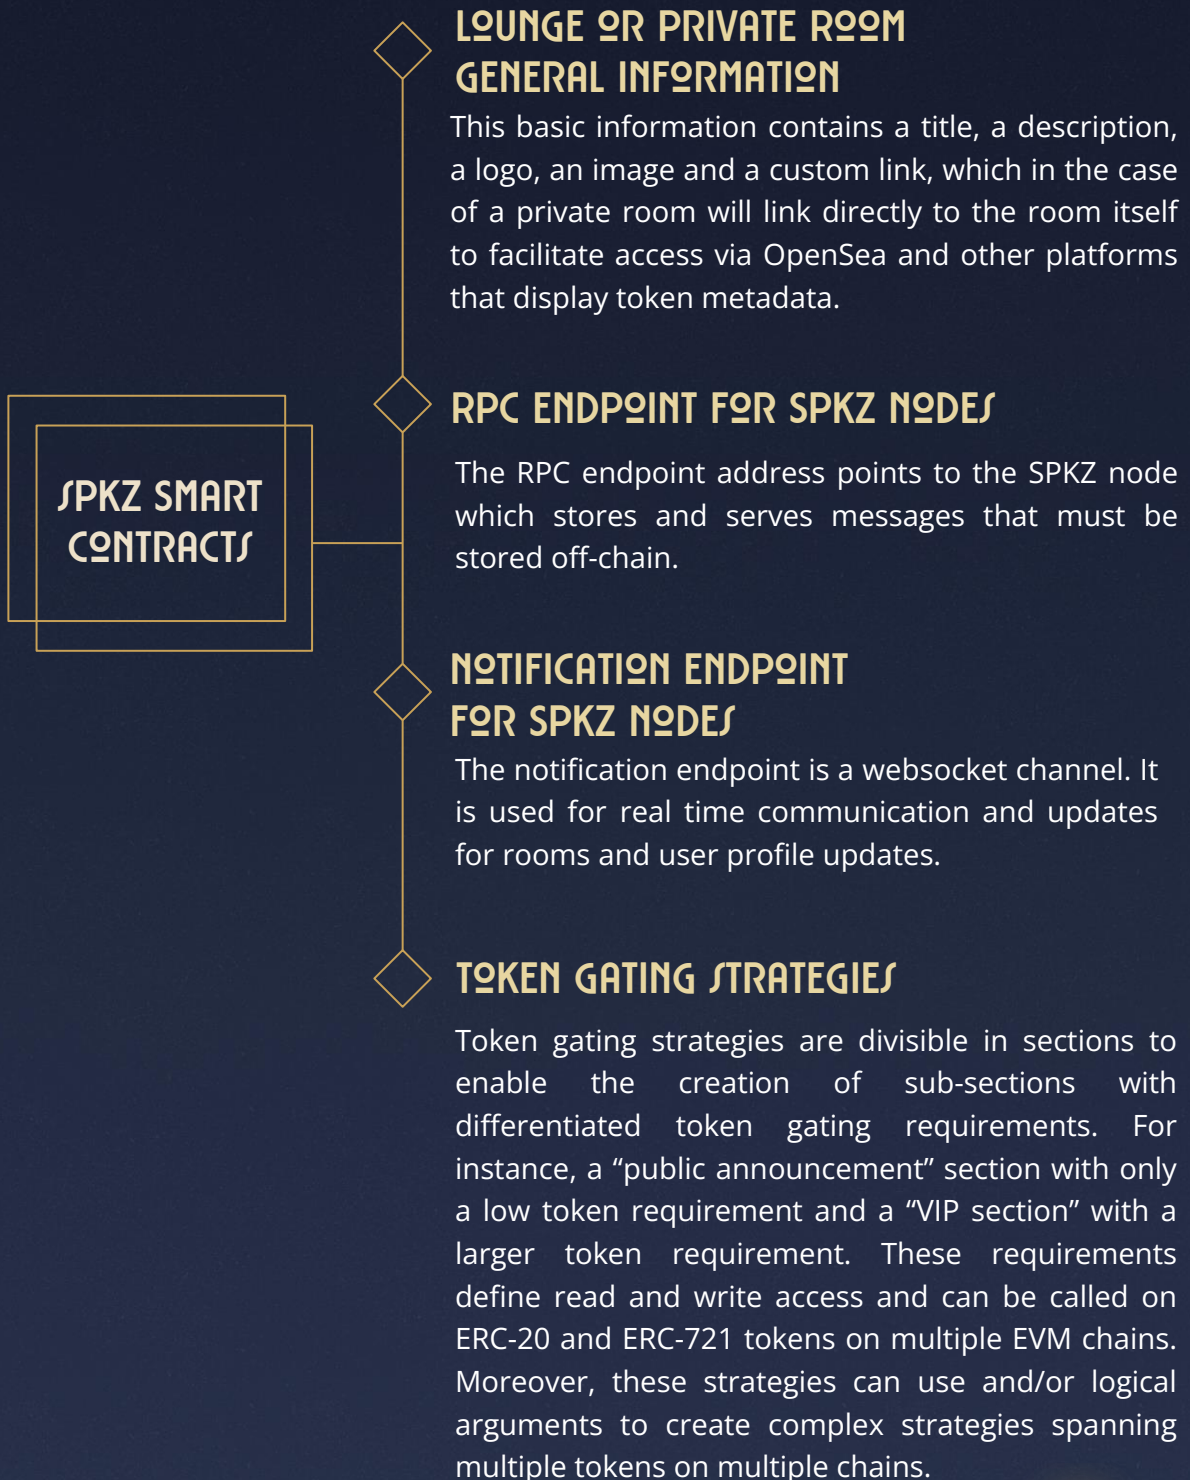 LOUNGE OR PRIVATE ROOM
GENERAL INFORMATION
This basic information contains a title, a description,
a logo, an image and a custom link, which in the case
of a private room will link directly to the room itself
to facilitate access via OpenSea and other platforms
that display token metadata.
RPC ENDPOINT FOR SPKZ NODES
The RPC endpoint address points to the SPKZ node
which stores and serves messages that must be
stored off-chain.
SPKZ SMART
CONTRACTS
NOTIFICATION ENDPOINT
FOR SPKZ NODES
The notification endpoint is a websocket channel. It
is used for real time communication and updates
for rooms and user profile updates.
TOKEN GATING STRATEGIES
Token gating strategies are divisible in sections to
enable the creation of sub-sections with
differentiated token gating requirements. For
instance, a “public announcement” section with only
a low token requirement and a “VIP section” with a
larger token requirement. These requirements
define read and write access and can be called on
ERC-20 and ERC-721 tokens on multiple EVM chains.
Moreover, these strategies can use and/or logical
arguments to create complex strategies spanning
multiple tokens on multiple chains.